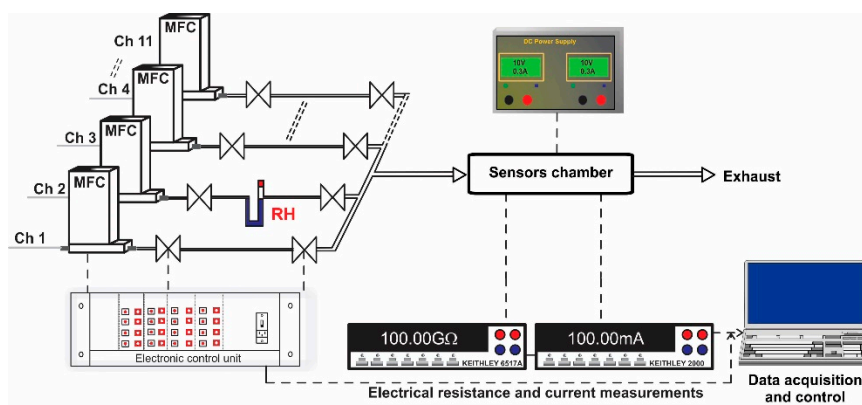 MFC
Ch 11
MFC
Ch 4
MFC
Ch 3
MFC
Ch 2
RH
Ch 1
DC Power Supply
10V
0.3A
10V
0.3A
Sensors chamber
Exhaust
Electronic control unit
100.00GΩ
KEITHLEY 6517A
100.00mA
KEITHLEY 2000
Electrical resistance and current measurements
Data acquisition
and control